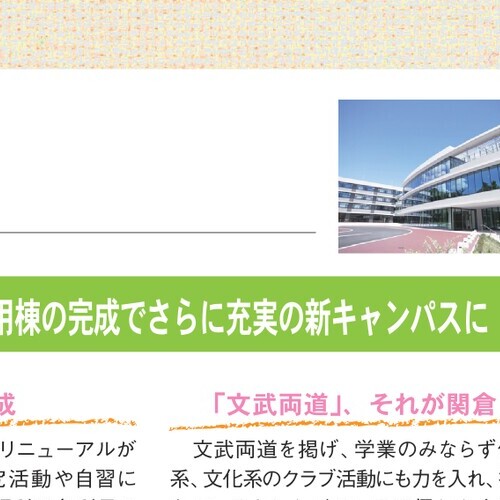 棟の完成でさらに充実の新キャンパスに
成
「文武両道」、それが関倉
リニューアルが
文武両道を掲げ、学業のみならず
活動や自習に
系、文化系のクラブ活動にも力を入れ、